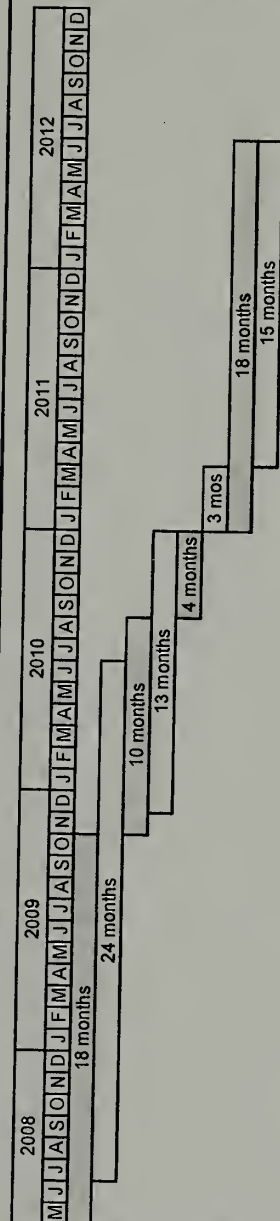 2008 2009 2010 2011 2012
M J J A S O N D J F M A M J J A S O N D J F M A M J J A S O N D J F M A M J J A S O N D J F M A M J J A S O N D
18 months
24 months
10 months
13 months
4 months
3 mos
18 months
15 months